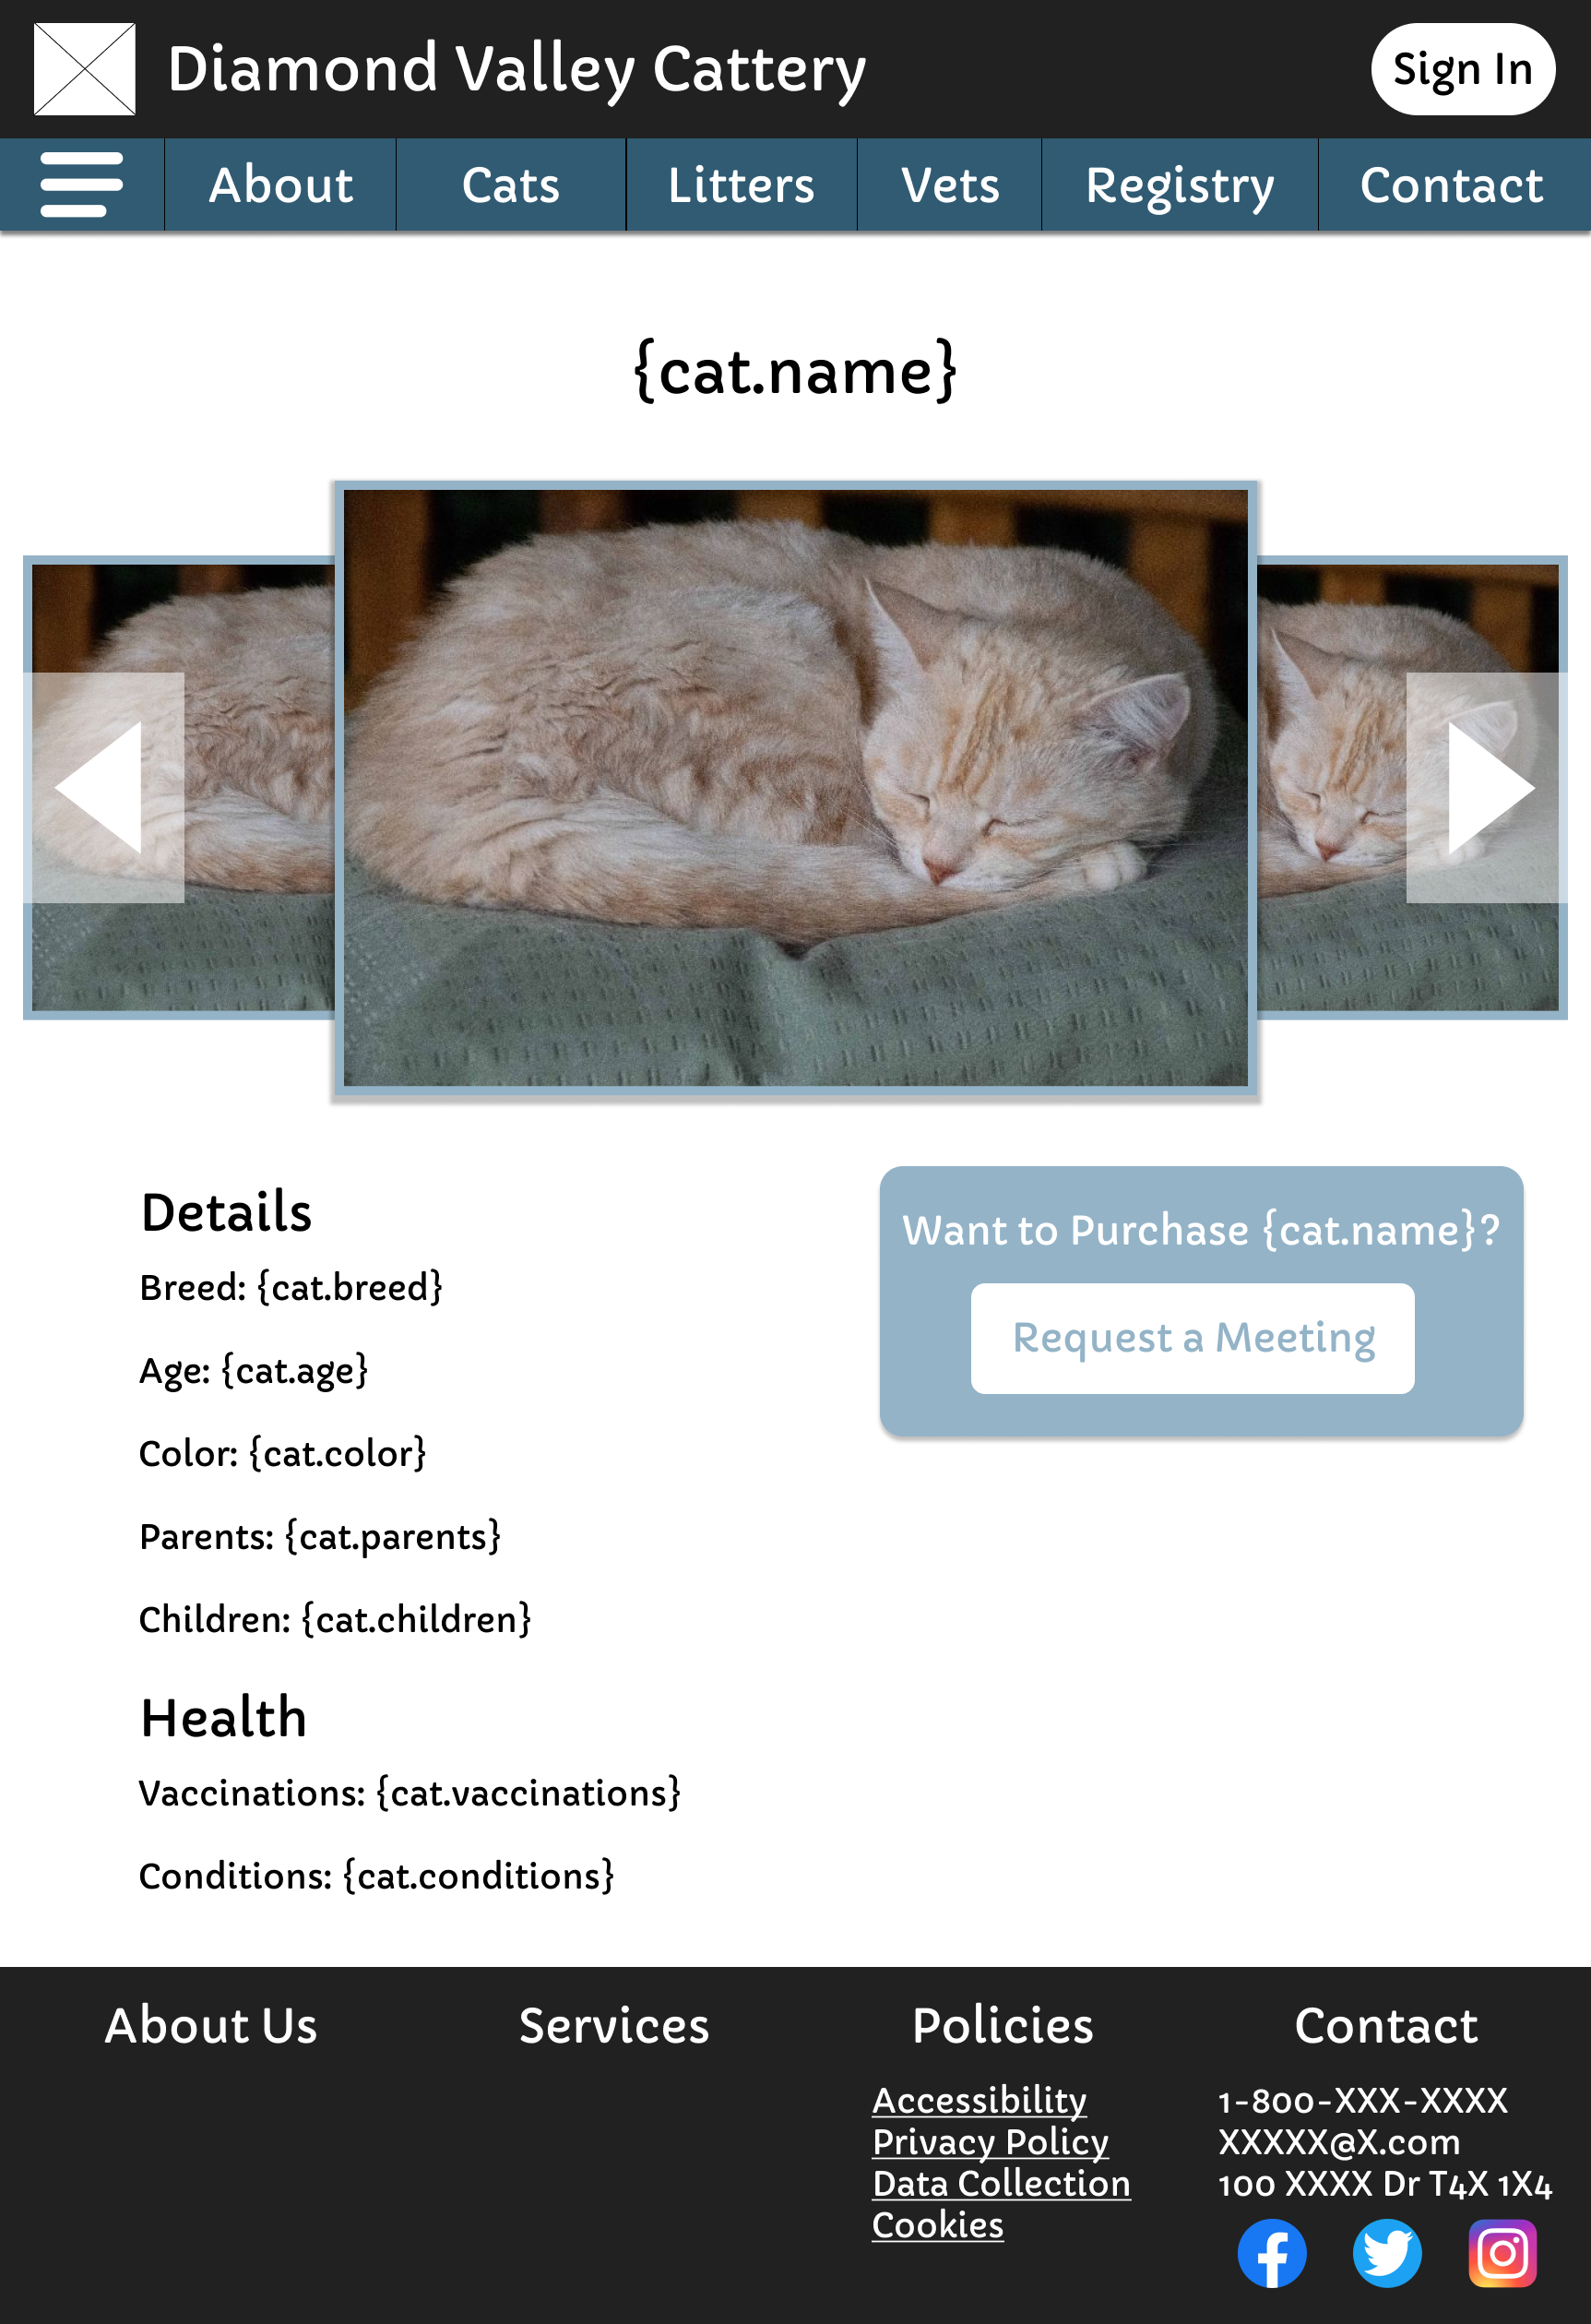 Diamond Valley Cattery
Sign In
About
Cats
Litters
Vets
Registry
Contact
{cat.name}
Details
Breed: {cat.breed}
Age: {cat.age}
Color: {cat.color}
Parents: {cat.parents}
Children: {cat.children}
Want to Purchase {cat.name}?
Request a Meeting
Health
Vaccinations: {cat.vaccinations}
Conditions: {cat.conditions}
About Us
Services
Policies
Accessibility
Privacy Policy
Data Collection
Cookies
Contact
1-800-XXX-XXXX
XXXXX@X.com
100 XXXX Dr T4X 1X4